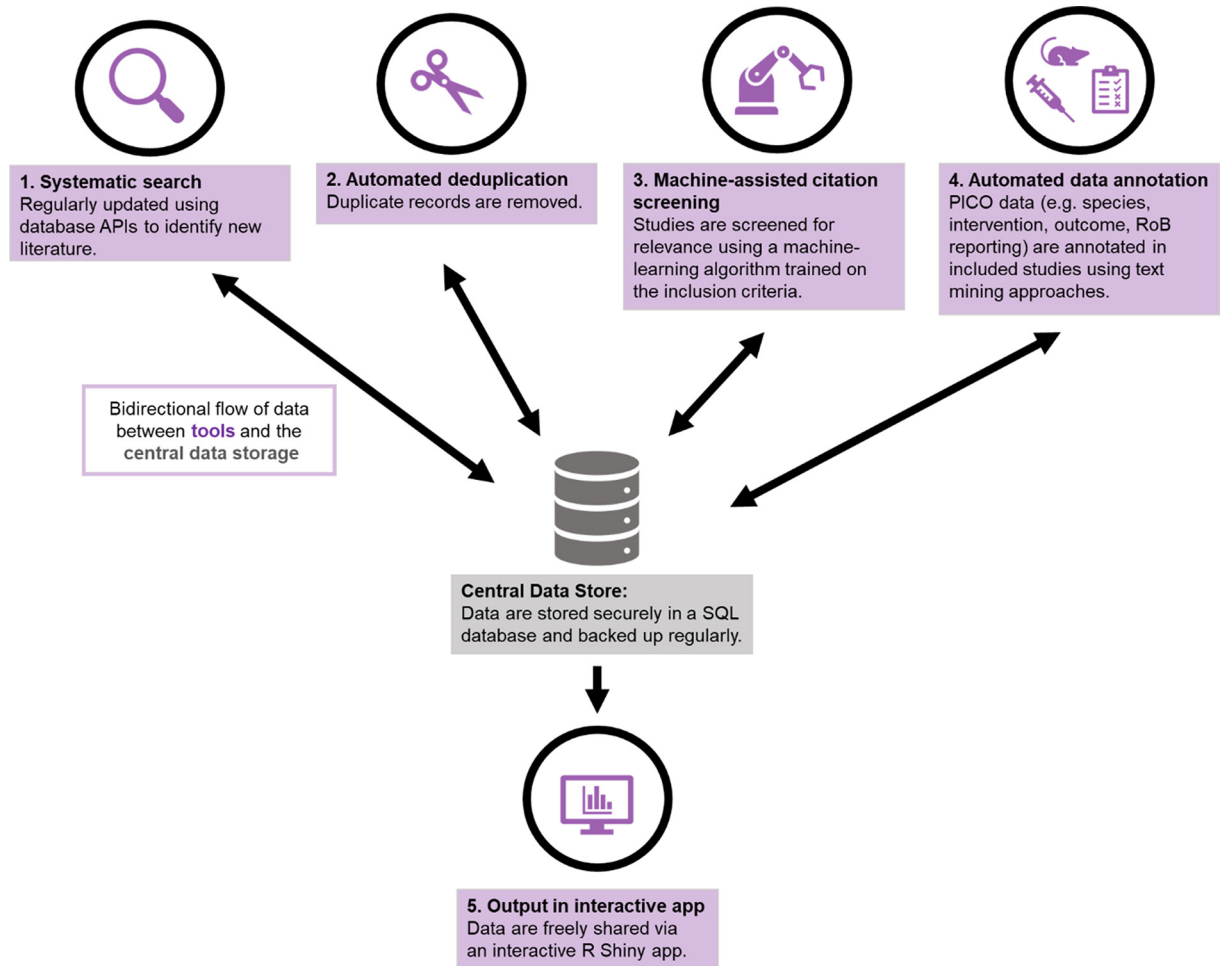 1. Systematic search
Regularly updated using
database APIs to identify new
literature.
2. Automated deduplication
Duplicate records are removed.
3. Machine-assisted citation
screening
Studies are screened for
relevance using a machine-
learning algorithm trained on
the inclusion criteria.
4. Automated data annotation
PICO data (e.g. species,
intervention, outcome, RoB
reporting) are annotated in
included studies using text
mining approaches.
Bidirectional flow of data
between tools and the
central data storage
Central Data Store:
Data are stored securely in a SQL
database and backed up regularly.
5. Output in interactive app
Data are freely shared via
an interactive R Shiny app.